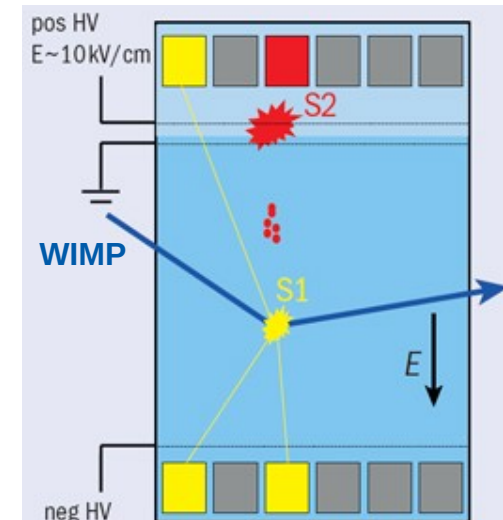 pos HV
E~10kV/cm
S2
WIMP
S1
E
neg HV